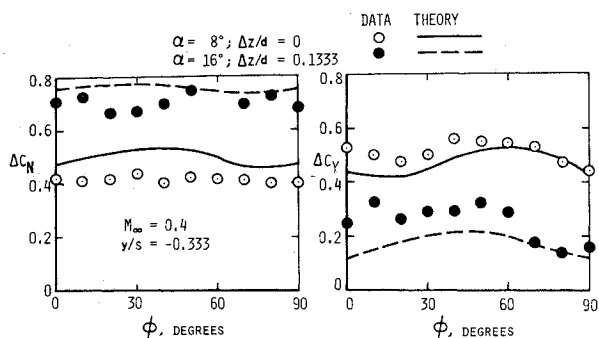 DATA THEORY
α = 8°; Δz/d = 0
α = 16°; Δz/d = 0.1333
0.8
0.6
ΔC_N
0.4
M∞ = 0.4
y/s = -0.333
0.2
0
0 30 60 90
ϕ, DEGREES
0.8
0.6
ΔC_Y
0.4
0.2
0
0 30 60 90
ϕ, DEGREES